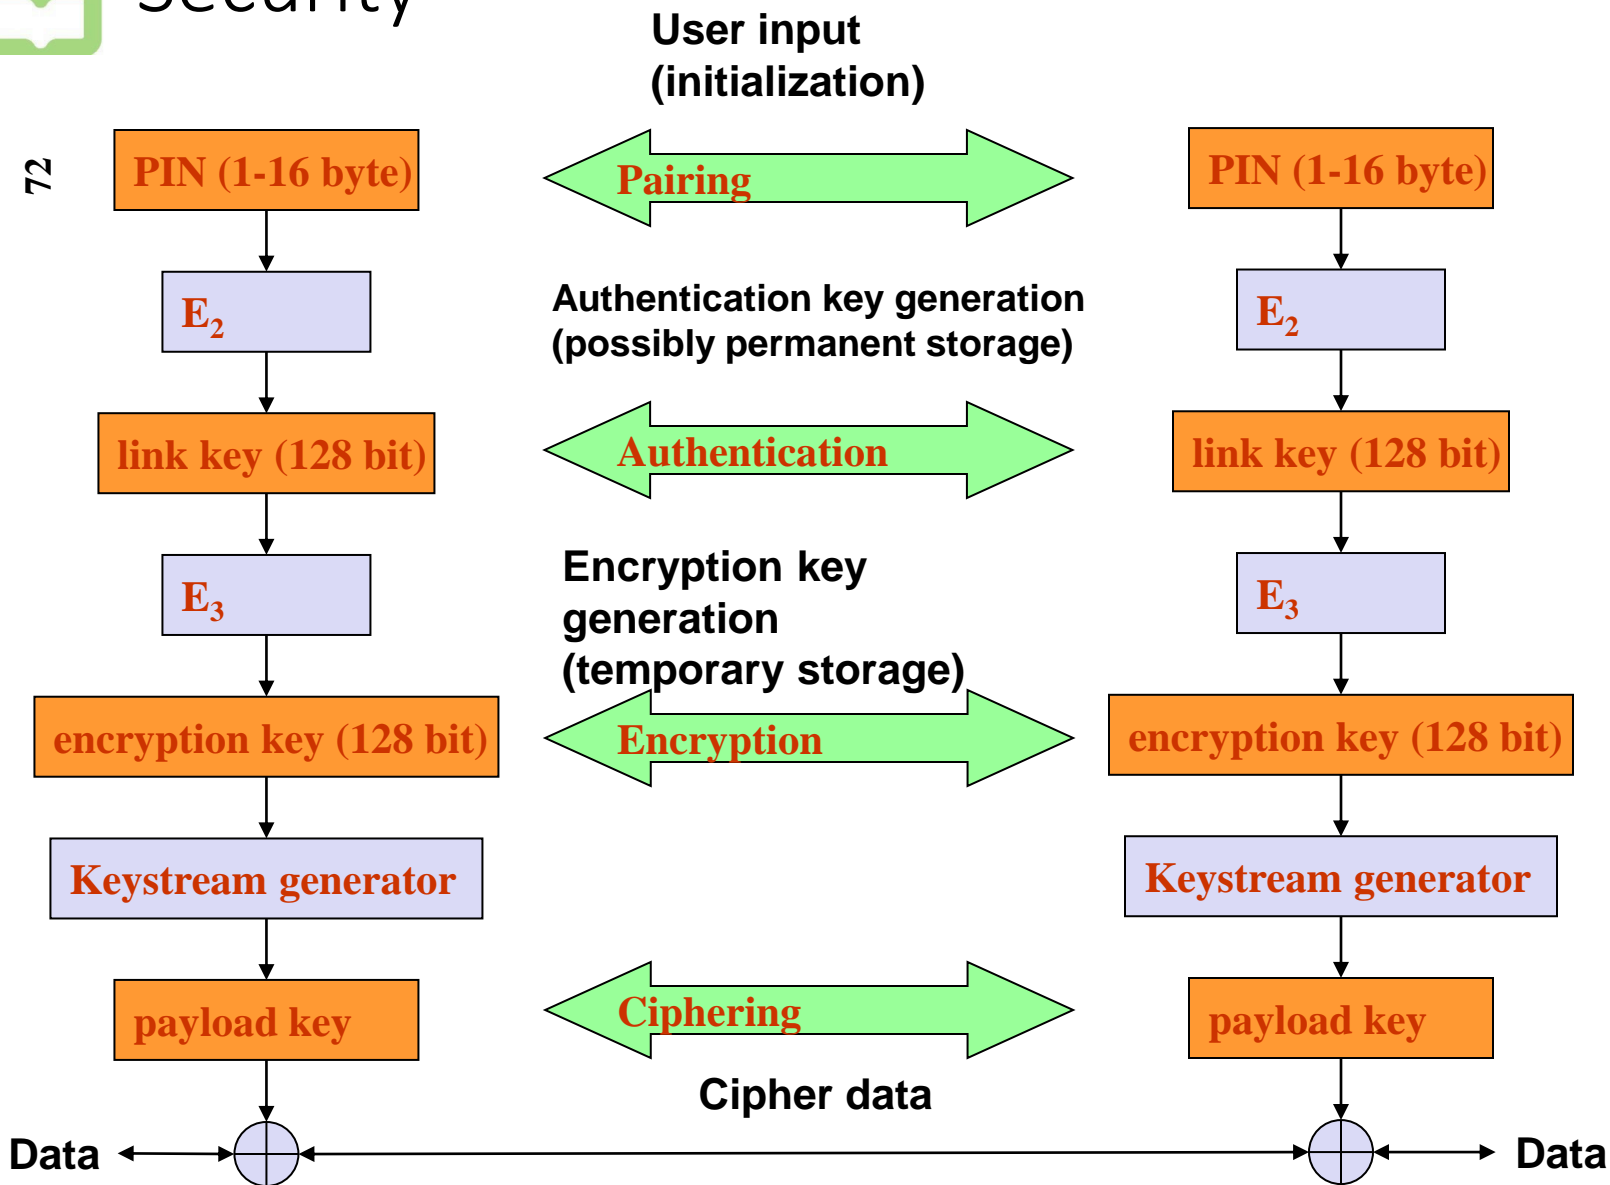 Security
User input
(initialization)
72
PIN (1-16 byte)
Pairing
PIN (1-16 byte)
E₂
Authentication key generation
(possibly permanent storage)
E₂
link key (128 bit)
Authentication
link key (128 bit)
E₃
Encryption key
generation
(temporary storage)
E₃
encryption key (128 bit)
Encryption
encryption key (128 bit)
Keystream generator
Keystream generator
payload key
Ciphering
payload key
Cipher data
Data
Data